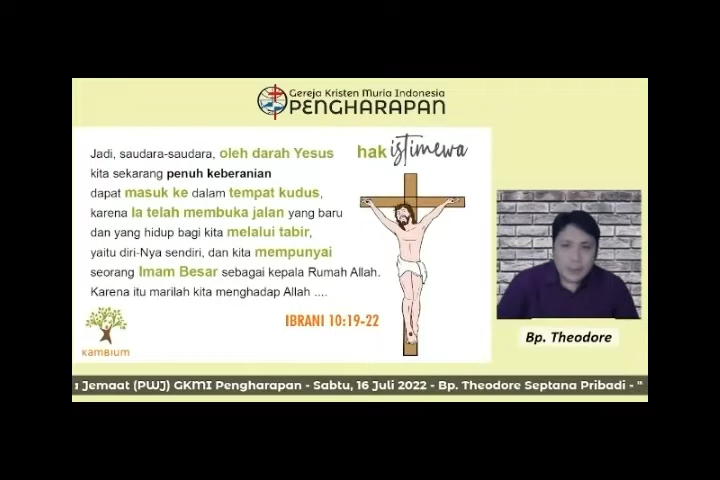 Gereja Kristen Muria Indonesia
PENGHARAPAN
Jadi, saudara-saudara, oleh darah Yesus
kita sekarang penuh keberanian
dapat masuk ke dalam tempat kudus,
karena Ia telah membuka jalan yang baru
dan yang hidup bagi kita melalui tabir,
yaitu diri-Nya sendiri, dan kita mempunyai
seorang Imam Besar sebagai kepala Rumah Allah.
Karena itu marilah kita menghadap Allah ....
hak istimewa
IBRANI 10:19-22
KAMBIUM
Bp. Theodore
Jemaat (PWJ) GKMI Pengharapan - Sabtu, 16 Juli 2022 - Bp. Theodore Septana Pribadi - "